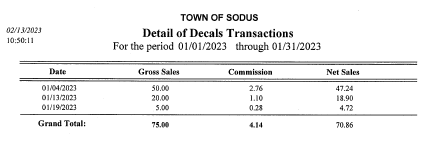 TOWN OF SODUS
02/13/2023
10:50:11
Detail of Decals Transactions
For the period 01/01/2023 through 01/31/2023
Date Gross Sales Commission Net Sales
01/04/2023 50.00 2.76 47.24
01/13/2023 20.00 1.10 18.90
01/19/2023 5.00 0.28 4.72
Grand Total: 75.00 4.14 70.86